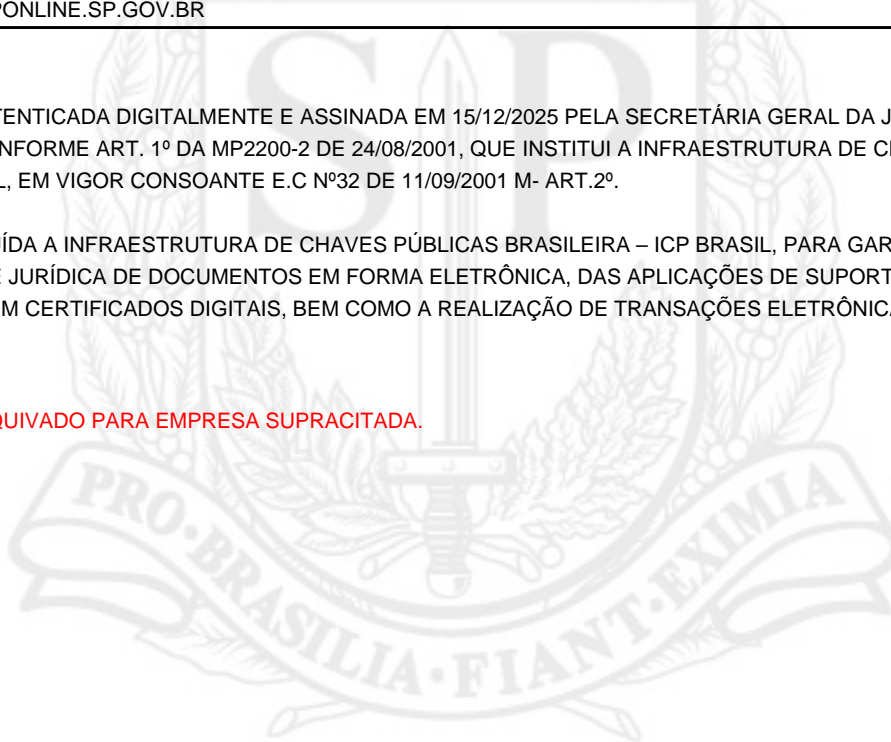 PONLINE.SP.GOV.BR
TENTICADA DIGITALMENTE E ASSINADA EM 15/12/2025 PELA SECRETÁRIA GERAL DA J
NFORME ART. 1º DA MP2200-2 DE 24/08/2001, QUE INSTITUI A INFRAESTRUTURA DE C
L, EM VIGOR CONSOANTE E.C Nº32 DE 11/09/2001 M- ART.2º.
ÍDA A INFRAESTRUTURA DE CHAVES PÚBLICAS BRASILEIRA – ICP BRASIL, PARA GAR
E JURÍDICA DE DOCUMENTOS EM FORMA ELETRÔNICA, DAS APLICAÇÕES DE SUPORT
M CERTIFICADOS DIGITAIS, BEM COMO A REALIZAÇÃO DE TRANSAÇÕES ELETRÔNICA
QUIVADO PARA EMPRESA SUPRACITADA.
SP
PRO·BRASILIA·FIANT·EXIMIA